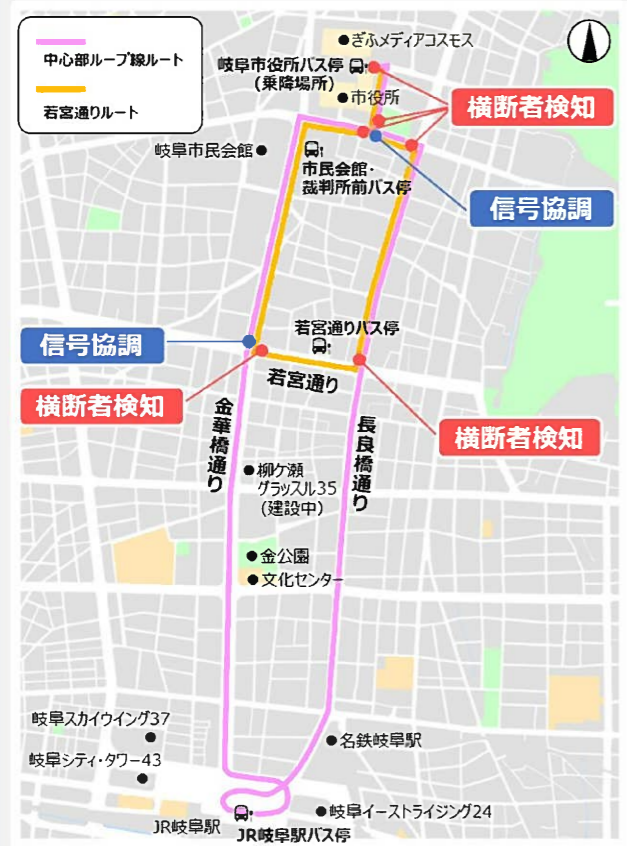 中心部ループ線ルート
若宮通りルート
●ぎふメディアコスモス
岐阜市役所バス停
(乗降場所)
●市役所
横断者検知
岐阜市民会館●
市民会館・
裁判所前バス停
信号協調
若宮通りバス停
信号協調
若宮通り
横断者検知
横断者検知
金華橋通り
長良橋通り
●柳ケ瀬
グラッスル35
(建設中)
●金公園
●文化センター
岐阜スカイウイング37
●名鉄岐阜駅
岐阜シティ・タワー43
●岐阜イーストライジング24
JR岐阜駅
JR岐阜駅バス停